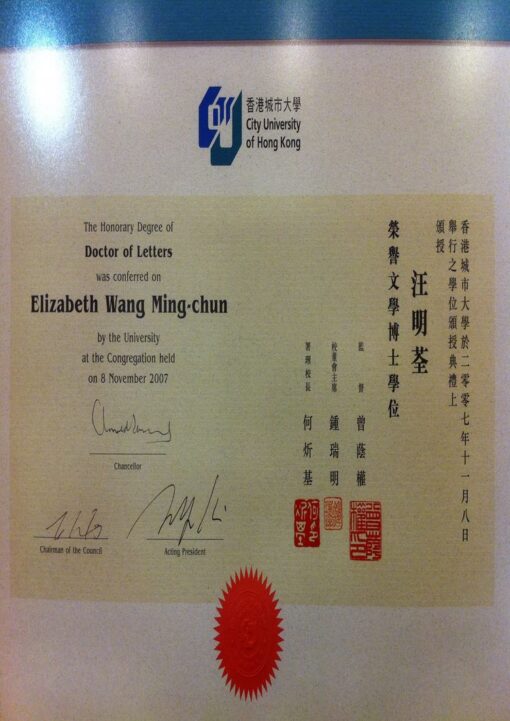 香港城市大學
City University
of Hong Kong
The Honorary Degree of
Doctor of Letters
was conferred on
Elizabeth Wang Ming-chun
by the University
at the Congregation held
on 8 November 2007
Chancellor
Chairman of the Council
Acting President
香港城市大學於二〇〇七年十一月八日
舉行之學位頒授典禮上
頒授
汪明荃
榮譽文學博士學位
監督 曾蔭權
校董會主席 鍾瑞明
署理校長 何炘基